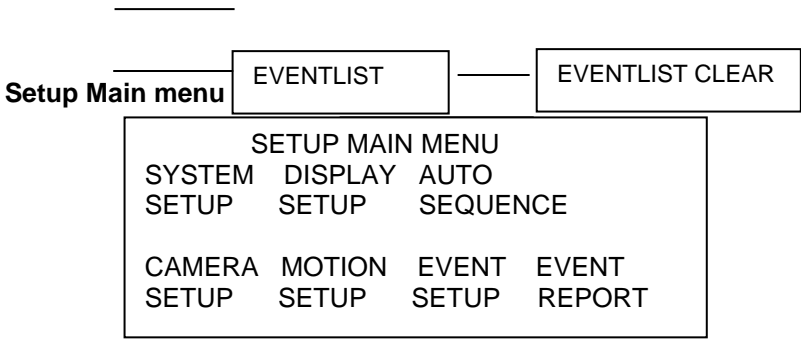 EVENTLIST
EVENTLIST CLEAR
Setup Main menu
SETUP MAIN MENU
SYSTEM DISPLAY AUTO
SETUP SETUP SEQUENCE
CAMERA MOTION EVENT EVENT
SETUP SETUP SETUP REPORT